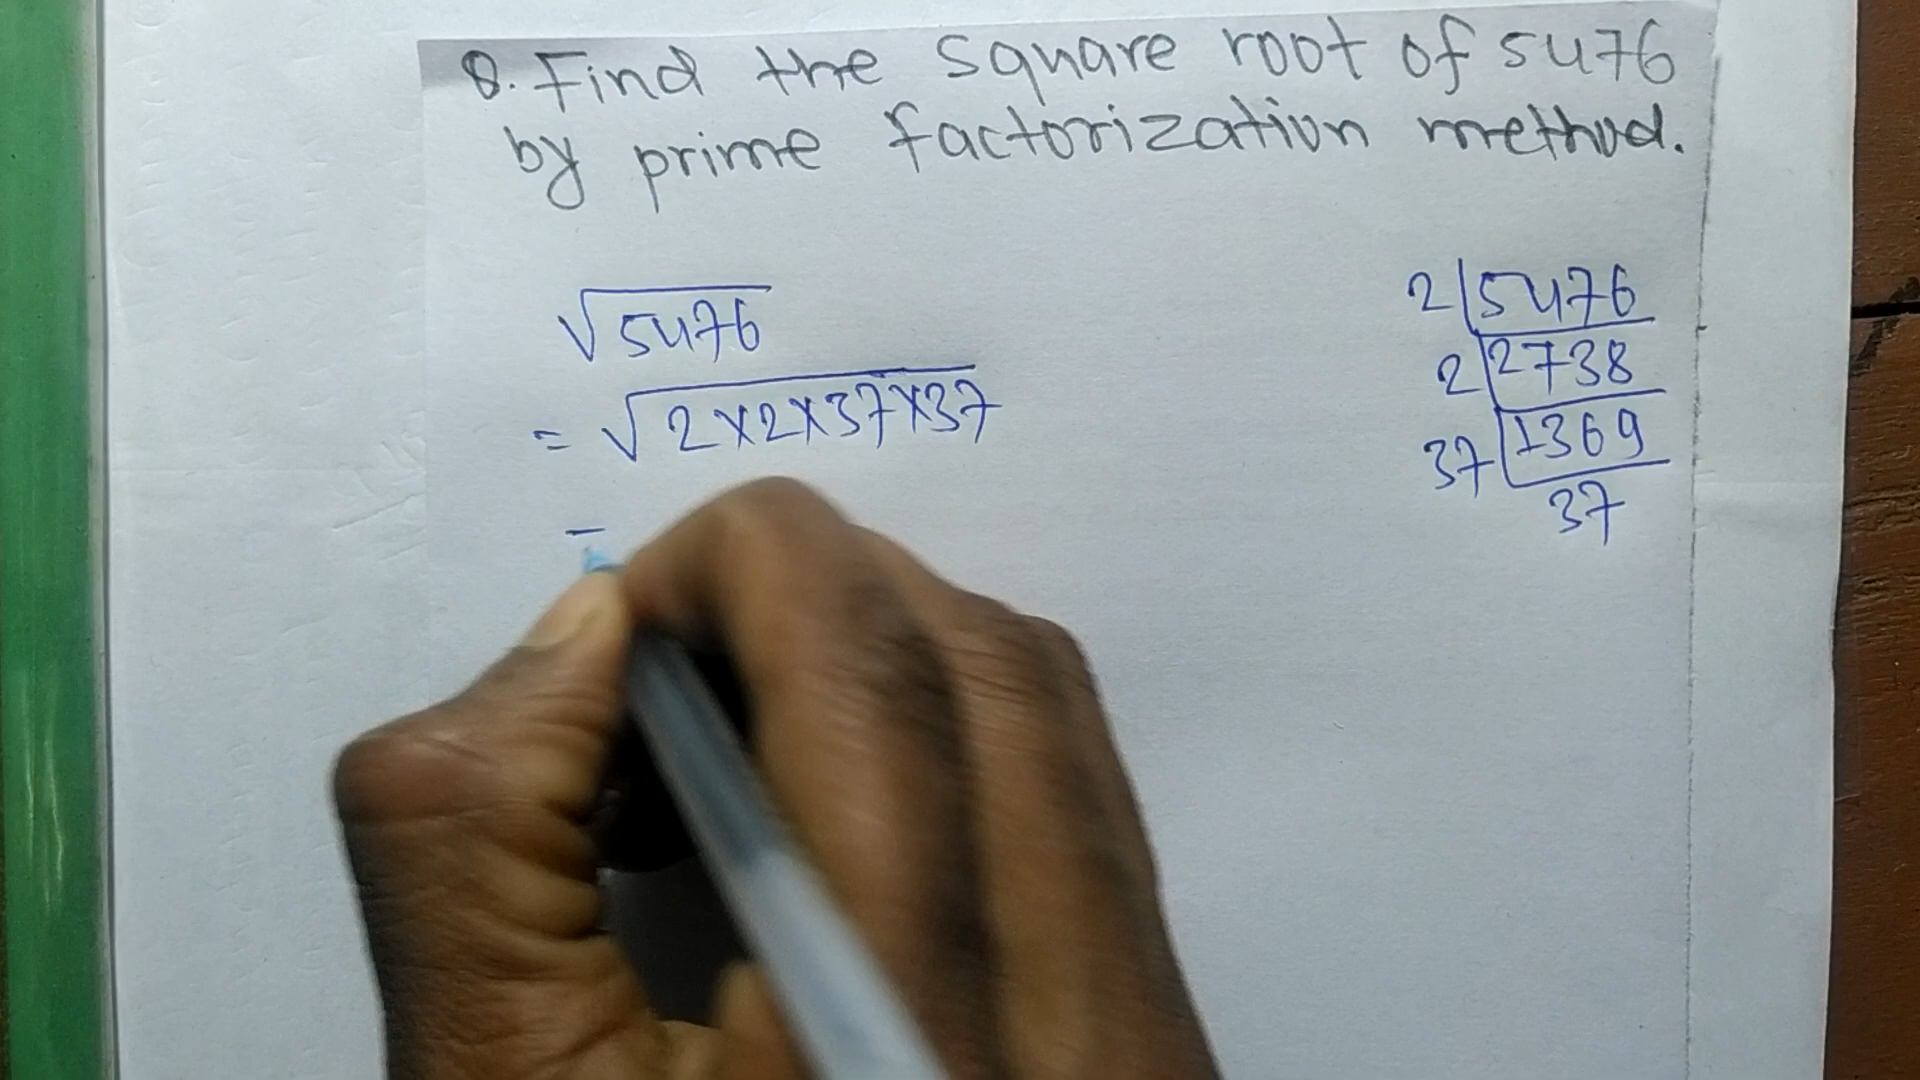 Q. Find the square root of 5476
by prime factorization method.
√5476
= √2×2×37×37
2 | 5476
2 | 2738
37 | 1369
37